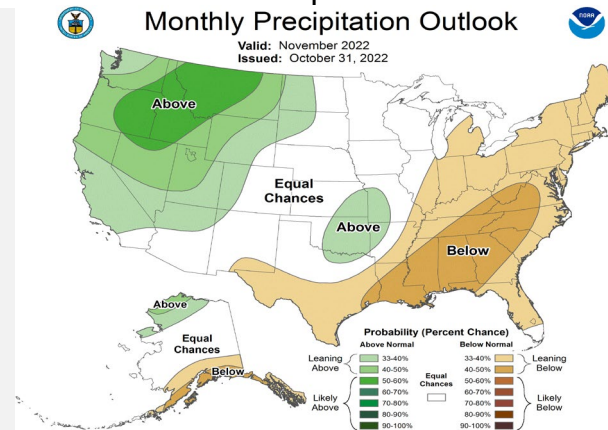 Monthly Precipitation Outlook
Valid: November 2022
Issued: October 31, 2022
NOAA
Above
Equal
Chances
Above
Below
Above
Equal
Chances
Below
Probability (Percent Chance)
Above Normal
Below Normal
Leaning
Above
33-40%
40-50%
Likely
Above
50-60%
60-70%
70-80%
80-90%
90-100%
Equal
Chances
33-40%
40-50%
Leaning
Below
50-60%
60-70%
70-80%
80-90%
90-100%
Likely
Below